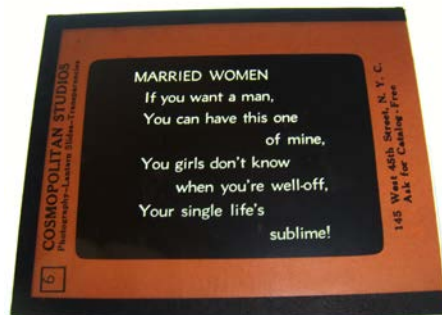 COSMOPOLITAN STUDIOS
Photography—Lantern Slides—Transparencies
6
MARRIED WOMEN
If you want a man,
You can have this one
of mine,
You girls don't know
when you're well-off,
Your single life's
sublime!
145 West 45th Street, N. Y. C.
Ask for Catalog - Free